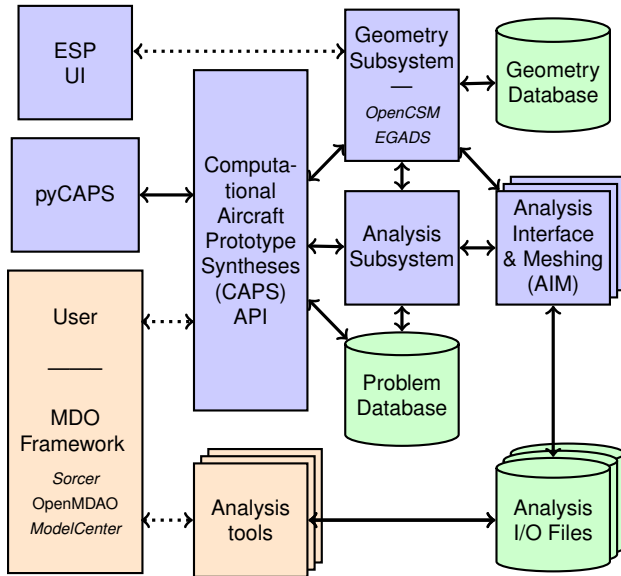 ESP
UI
Geometry
Subsystem
—
OpenCSM
EGADS
Geometry
Database
pyCAPS
Computa-
tional
Aircraft
Prototype
Syntheses
(CAPS)
API
Analysis
Subsystem
Analysis
Interface
& Meshing
(AIM)
User
MDO
Framework
Sorcer
OpenMDAO
ModelCenter
Problem
Database
Analysis
tools
Analysis
I/O Files